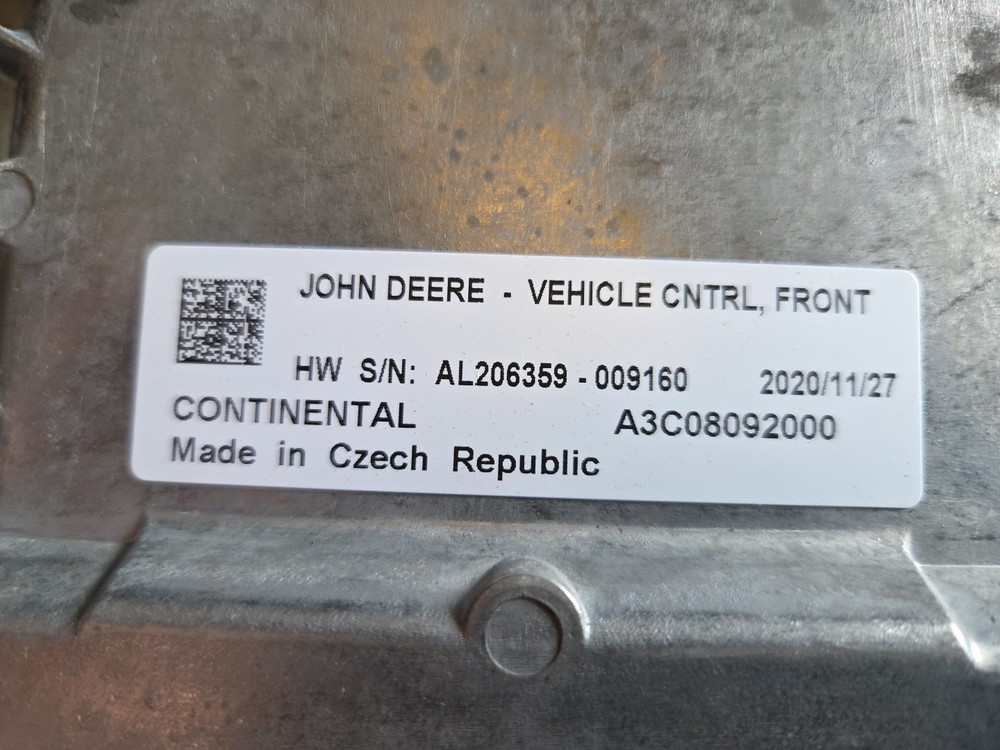 JOHN DEERE - VEHICLE CNTRL, FRONT
HW S/N: AL206359 - 009160 2020/11/27
CONTINENTAL A3C08092000
Made in Czech Republic